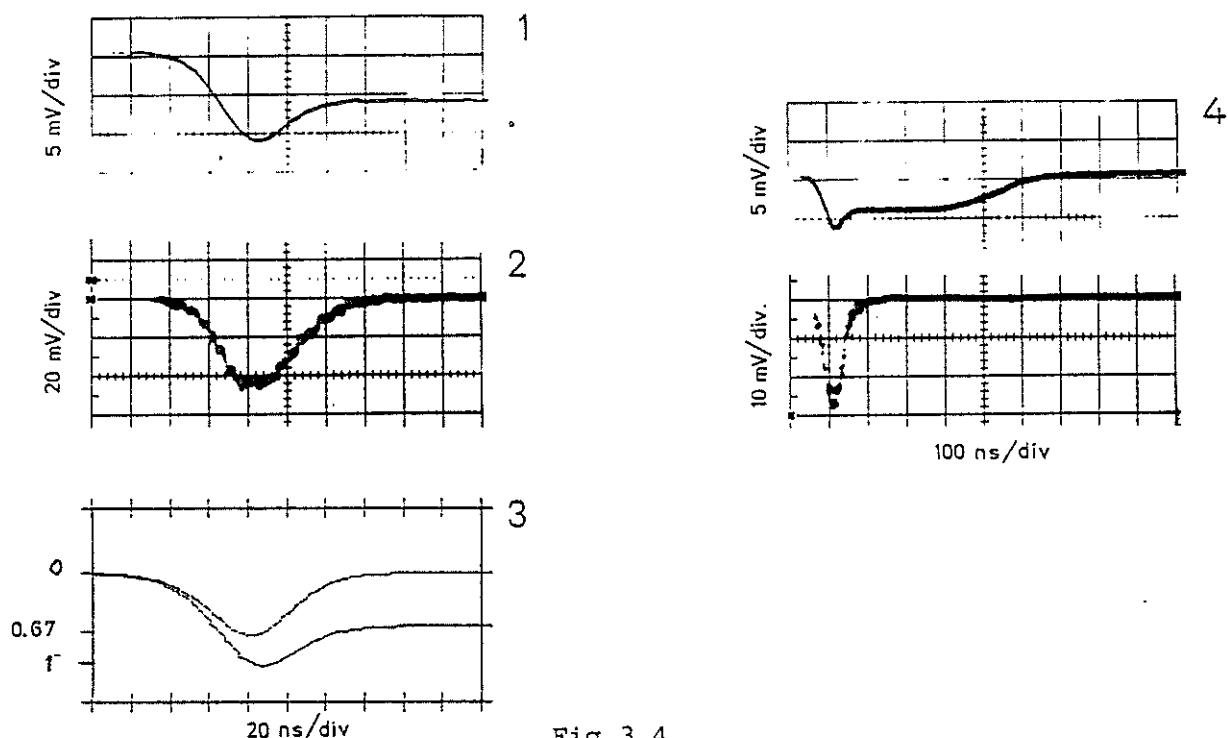 1
5 mV/div
2
20 mV/div
3
0
0.67
1
20 ns/div
4
5 mV/div
10 mV/div.
100 ns/div
Fig 3.4